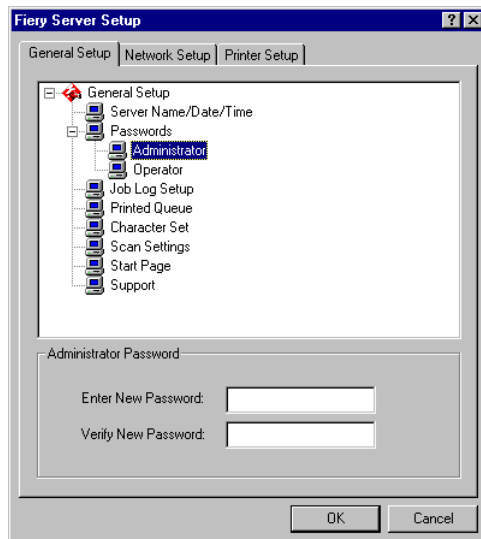 Fiery Server Setup
General Setup Network Setup Printer Setup
General Setup
Server Name/Date/Time
Passwords
Administrator
Operator
Job Log Setup
Printed Queue
Character Set
Scan Settings
Start Page
Support
Administrator Password
Enter New Password:
Verify New Password:
OK Cancel